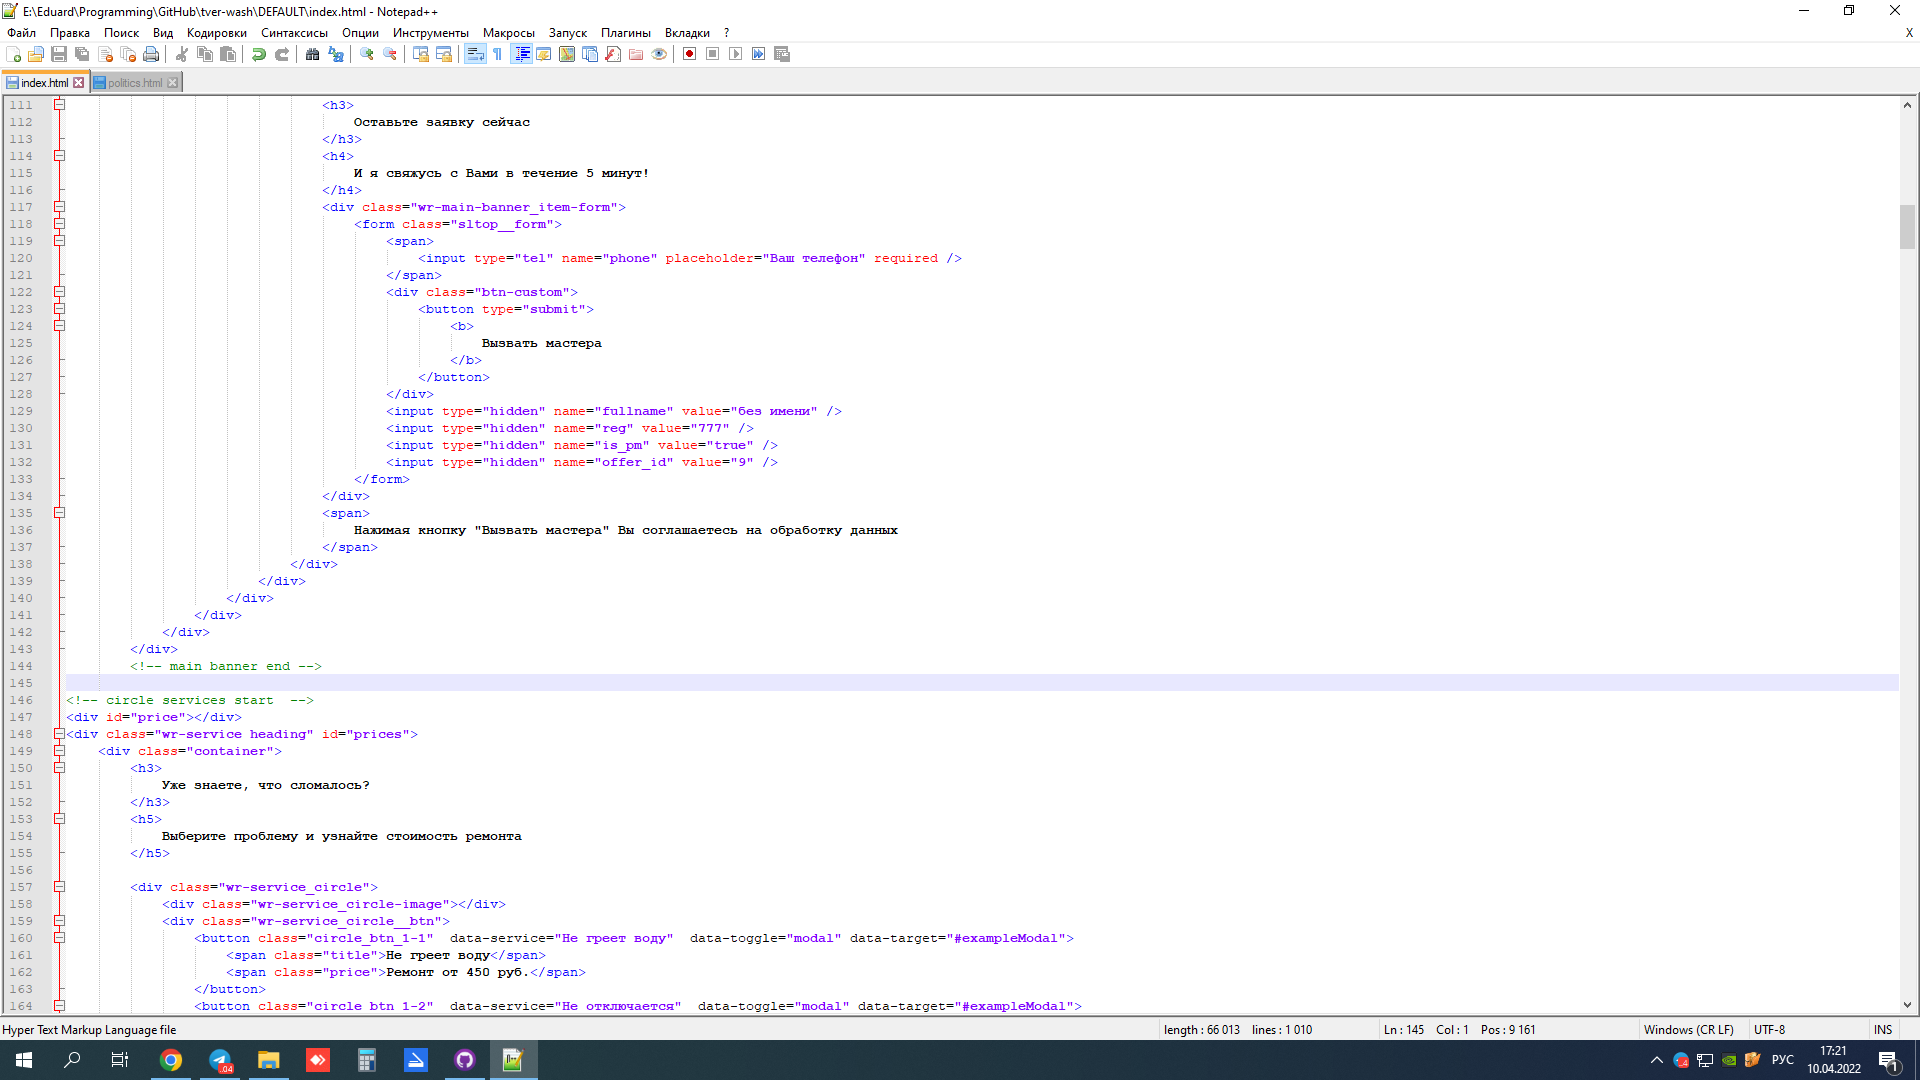 E:\Eduard\Programming\GitHub\tver-wash\DEFAULT\index.html - Notepad++
Файл Правка Поиск Вид Кодировки Синтаксисы Опции Инструменты Макросы Запуск Плагины Вкладки ? X
index.html politics.html
111 <h3>
112 Оставьте заявку сейчас
113 </h3>
114 <h4>
115 И я свяжусь с Вами в течение 5 минут!
116 </h4>
117 <div class="wr-main-banner_item-form">
118 <form class="sltop__form">
119 <span>
120 <input type="tel" name="phone" placeholder="Ваш телефон" required />
121 </span>
122 <div class="btn-custom">
123 <button type="submit">
124 <b>
125 Вызвать мастера
126 </b>
127 </button>
128 </div>
129 <input type="hidden" name="fullname" value="без имени" />
130 <input type="hidden" name="reg" value="777" />
131 <input type="hidden" name="is_pm" value="true" />
132 <input type="hidden" name="offer_id" value="9" />
133 </form>
134 </div>
135 <span>
136 Нажимая кнопку "Вызвать мастера" Вы соглашаетесь на обработку данных
137 </span>
138 </div>
139 </div>
140 </div>
141 </div>
142 </div>
143 </div>
144 <!-- main banner end -->
145
146 <!-- circle services start  -->
147 <div id="price"></div>
148 <div class="wr-service heading" id="prices">
149 <div class="container">
150 <h3>
151 Уже знаете, что сломалось?
152 </h3>
153 <h5>
154 Выберите проблему и узнайте стоимость ремонта
155 </h5>
156
157 <div class="wr-service_circle">
158 <div class="wr-service_circle-image"></div>
159 <div class="wr-service_circle__btn">
160 <button class="circle_btn_1-1"  data-service="Не греет воду"  data-toggle="modal" data-target="#exampleModal">
161 <span class="title">Не греет воду</span>
162 <span class="price">Ремонт от 450 руб.</span>
163 </button>
164 <button class="circle_btn_1-2"  data-service="Не отключается"  data-toggle="modal" data-target="#exampleModal">
Hyper Text Markup Language file length : 66 013 lines : 1 010 Ln : 145 Col : 1 Pos : 9 161 Windows (CR LF) UTF-8 INS
РУС 17:21
10.04.2022